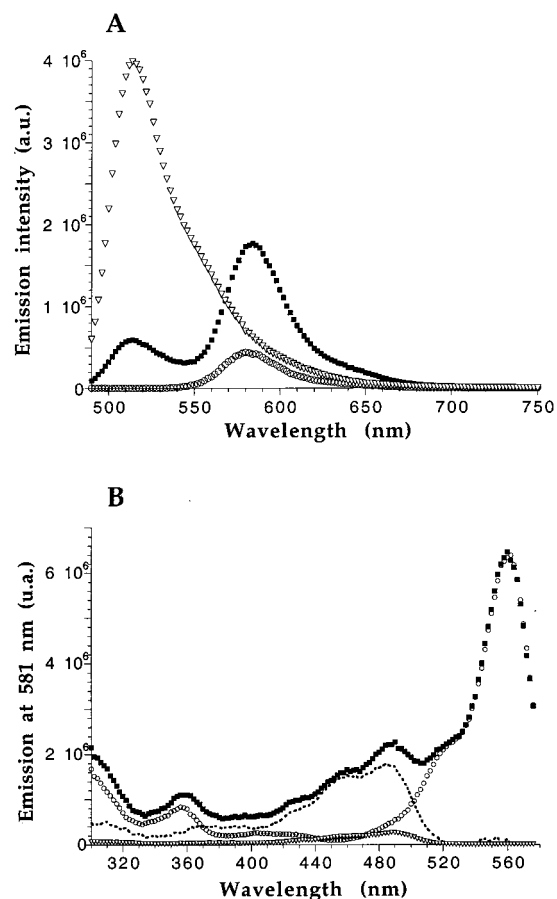 A
4 10⁶
3 10⁶
2 10⁶
1 10⁶
0
Emission intensity (a.u.)
500 550 600 650 700 750
Wavelength (nm)
B
6 10⁶
4 10⁶
2 10⁶
0
Emission at 581 nm (u.a.)
320 360 400 440 480 520 560
Wavelength (nm)